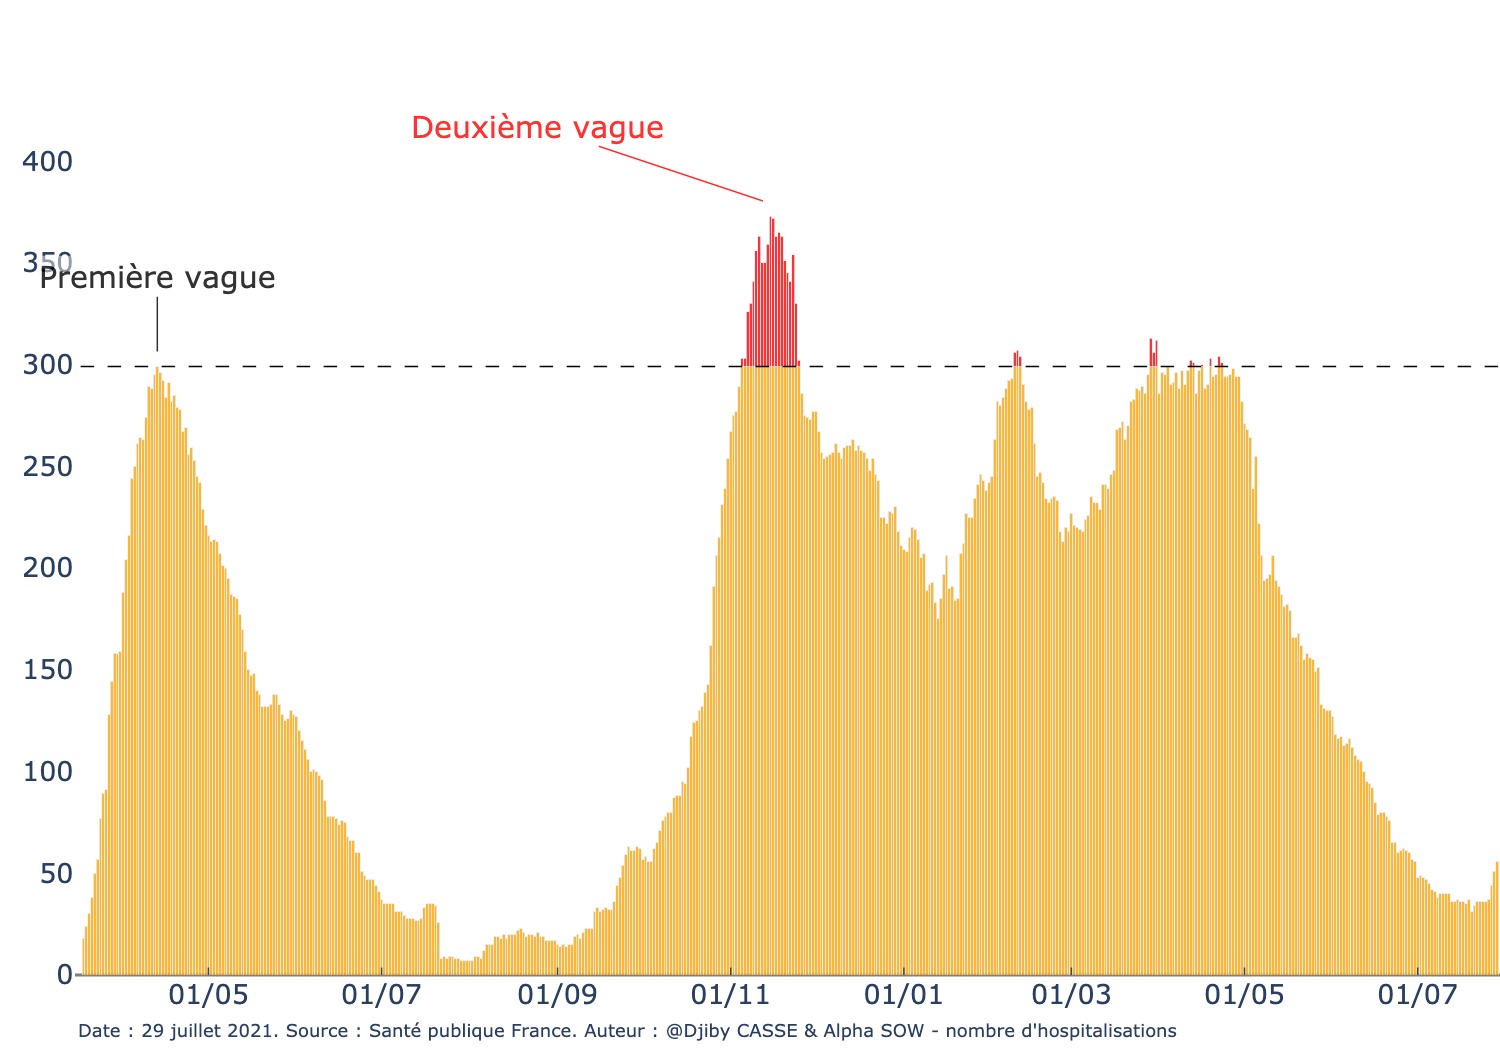 Deuxième vague
400
350
Première vague
300
250
200
150
100
50
0
01/05 01/07 01/09 01/11 01/01 01/03 01/05 01/07
Date : 29 juillet 2021. Source : Santé publique France. Auteur : @Djiby CASSE & Alpha SOW - nombre d'hospitalisations